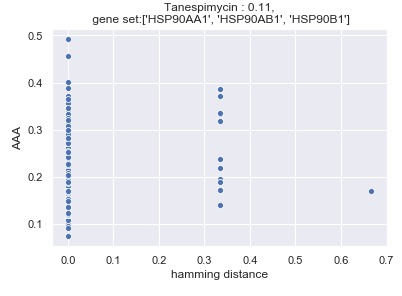 Tanespimycin : 0.11,
gene set:['HSP90AA1', 'HSP90AB1', 'HSP90B1']
0.5
0.4
0.3
0.2
0.1
AAA
0.0 0.1 0.2 0.3 0.4 0.5 0.6 0.7
hamming distance